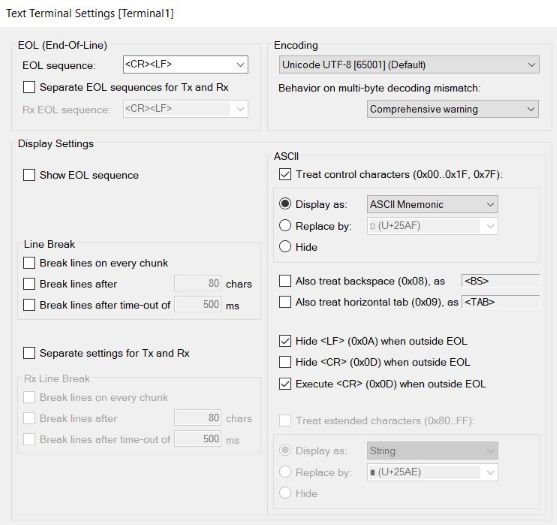 Text Terminal Settings [Terminal1]
EOL (End-Of-Line)
EOL sequence: <CR><LF>
Separate EOL sequences for Tx and Rx
Rx EOL sequence: <CR><LF>
Encoding
Unicode UTF-8 [65001] (Default)
Behavior on multi-byte decoding mismatch:
Comprehensive warning
Display Settings
Show EOL sequence
Line Break
Break lines on every chunk
Break lines after 80 chars
Break lines after time-out of 500 ms
Separate settings for Tx and Rx
Rx Line Break
Break lines on every chunk
Break lines after 80 chars
Break lines after time-out of 500 ms
ASCII
Treat control characters (0x00..0x1F, 0x7F):
Display as: ASCII Mnemonic
Replace by: ▯ (U+25AF)
Hide
Also treat backspace (0x08), as <BS>
Also treat horizontal tab (0x09), as <TAB>
Hide <LF> (0x0A) when outside EOL
Hide <CR> (0x0D) when outside EOL
Execute <CR> (0x0D) when outside EOL
Treat extended characters (0x80..FF):
Display as: String
Replace by: ▮ (U+25AE)
Hide